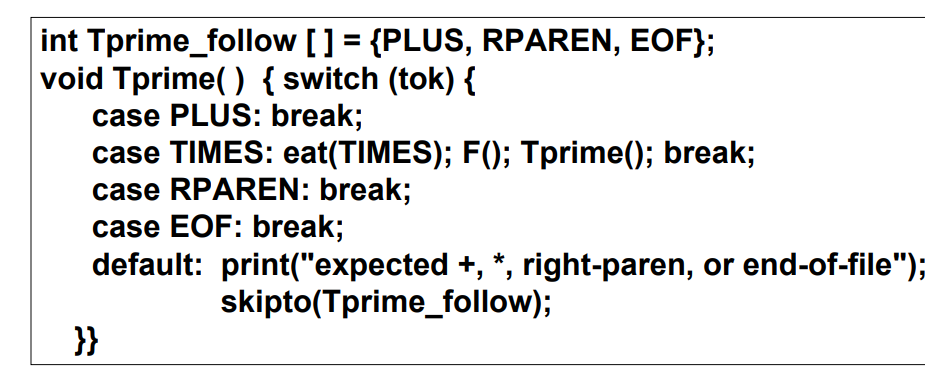 int Tprime_follow [ ] = {PLUS, RPAREN, EOF};
void Tprime( )  { switch (tok) {
case PLUS: break;
case TIMES: eat(TIMES); F(); Tprime(); break;
case RPAREN: break;
case EOF: break;
default:  print("expected +, *, right-paren, or end-of-file");
skipto(Tprime_follow);
}}